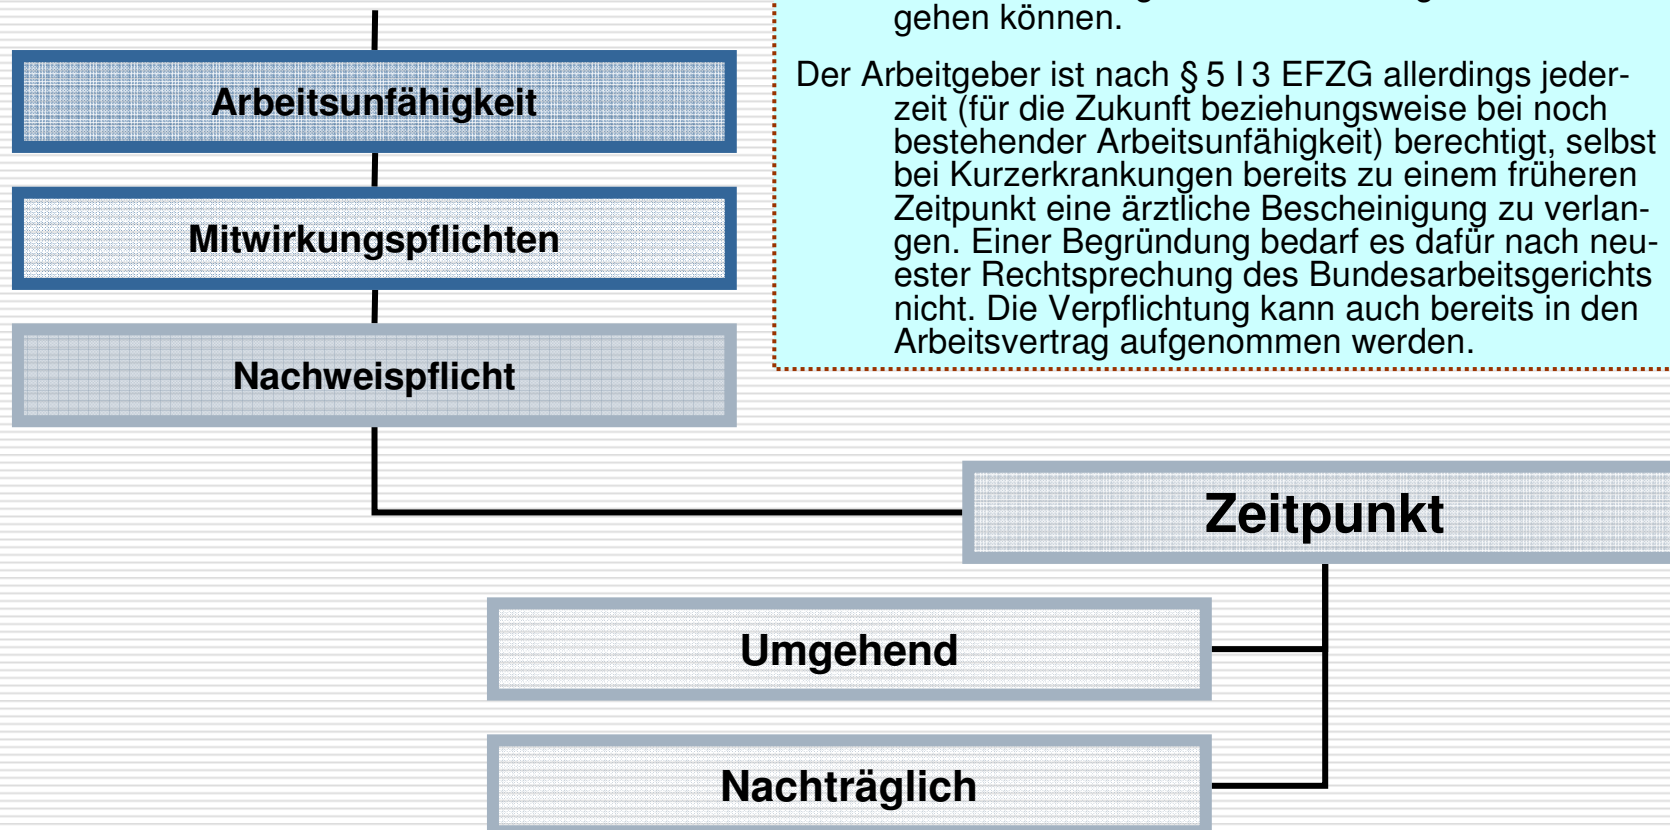 gehen können.
Der Arbeitgeber ist nach § 5 I 3 EFZG allerdings jeder-
zeit (für die Zukunft beziehungsweise bei noch
bestehender Arbeitsunfähigkeit) berechtigt, selbst
bei Kurzerkrankungen bereits zu einem früheren
Zeitpunkt eine ärztliche Bescheinigung zu verlan-
gen. Einer Begründung bedarf es dafür nach neu-
ester Rechtsprechung des Bundesarbeitsgerichts
nicht. Die Verpflichtung kann auch bereits in den
Arbeitsvertrag aufgenommen werden.
Arbeitsunfähigkeit
Mitwirkungspflichten
Nachweispflicht
Zeitpunkt
Umgehend
Nachträglich